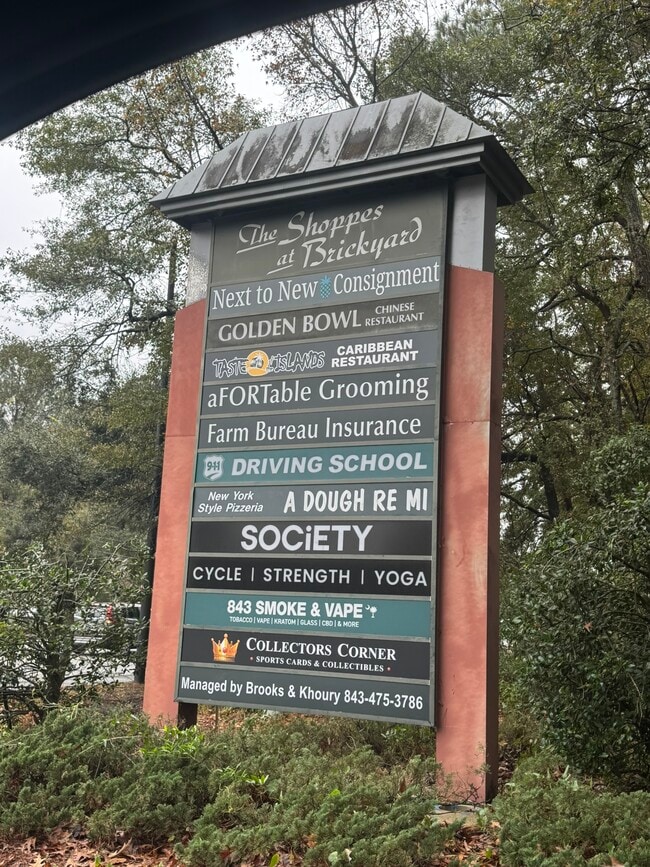 The Shoppes
at Brickyard
Next to New Consignment
GOLDEN BOWL CHINESE RESTAURANT
TASTE D ISLANDS CARIBBEAN RESTAURANT
aFORTable Grooming
Farm Bureau Insurance
911 DRIVING SCHOOL
New York Style Pizzeria A DOUGH RE MI
SOCiETY
CYCLE | STRENGTH | YOGA
843 SMOKE & VAPE
TOBACCO | VAPE | KRATOM | GLASS | CBD | & MORE
COLLECTORS CORNER
• SPORTS CARDS & COLLECTIBLES •
Managed by Brooks & Khoury 843-475-3786